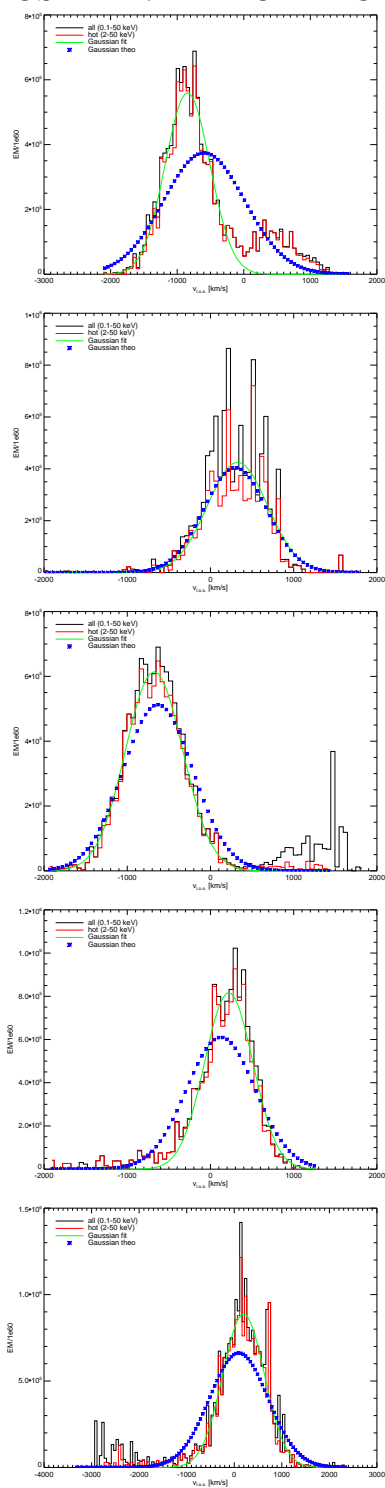 all (0.1-50 keV)
hot (2-50 keV)
Gaussian fit
Gaussian theo
8•10⁵
6•10⁵
4•10⁵
2•10⁵
0
EM/1e60
-3000 -2000 -1000 0 1000 2000
v_l.o.s. [km/s]
all (0.1-50 keV)
hot (2-50 keV)
Gaussian fit
Gaussian theo
1•10⁶
8•10⁵
6•10⁵
4•10⁵
2•10⁵
0
EM/1e60
-2000 -1000 0 1000 2000
v_l.o.s. [km/s]
all (0.1-50 keV)
hot (2-50 keV)
Gaussian fit
Gaussian theo
8•10⁵
6•10⁵
4•10⁵
2•10⁵
0
EM/1e60
-2000 -1000 0 1000 2000
v_l.o.s. [km/s]
all (0.1-50 keV)
hot (2-50 keV)
Gaussian fit
Gaussian theo
1.2•10⁶
1.0•10⁶
8.0•10⁵
6.0•10⁵
4.0•10⁵
2.0•10⁵
0
EM/1e60
-2000 -1000 0 1000 2000
v_l.o.s. [km/s]
all (0.1-50 keV)
hot (2-50 keV)
Gaussian fit
Gaussian theo
1.5•10⁶
1.0•10⁶
5.0•10⁵
0
EM/1e60
-4000 -3000 -2000 -1000 0 1000 2000 3000
v_l.o.s. [km/s]